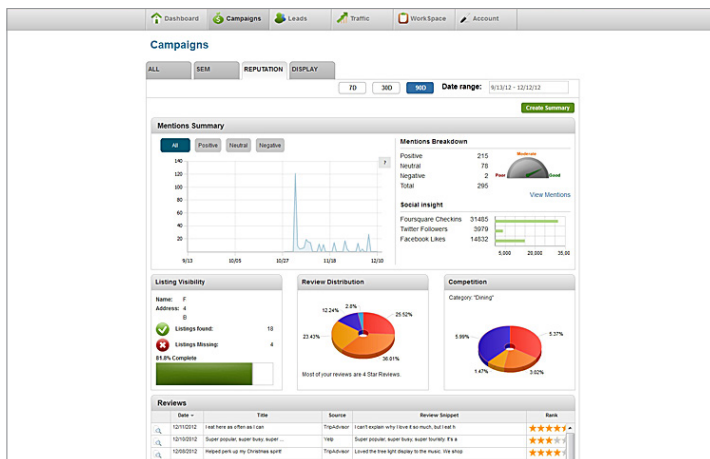 Dashboard Campaigns Leads Traffic WorkSpace Account
Campaigns
ALL SEM REPUTATION DISPLAY
7D 30D 90D Date range: 9/13/12 - 12/12/12
Create Summary
Mentions Summary
All Positive Neutral Negative
?
140
120
100
80
60
40
20
9/13 10/05 10/27 11/18 12/10
Mentions Breakdown
Positive 215
Neutral 78
Negative 2
Total 295
Moderate
Poor Good
View Mentions
Social insight
Foursquare Checkins 31485
Twitter Followers 3979
Facebook Likes 14832
5,000 20,000 35,00
Listing Visibility
Name: F
Address: 4
B
Listings found: 18
Listings Missing: 4
81.8% Complete
Review Distribution
12.24% 2.8% 25.52%
23.43%
36.01%
Most of your reviews are 4 Star Reviews.
Competition
Category: "Dining"
5.99% 5.37%
1.47% 3.02%
Reviews
Date Title Source Review Snippet Rank
12/11/2012 I eat here as often as I can TripAdvisor I can't explain why I love it so much, but I eat h
12/10/2012 Super popular, super busy, super ... Yelp Super popular, super busy, super touristy. It's a
12/08/2012 Helped perk up my Christmas spirit! TripAdvisor Loved the tree light display to the music. We shop